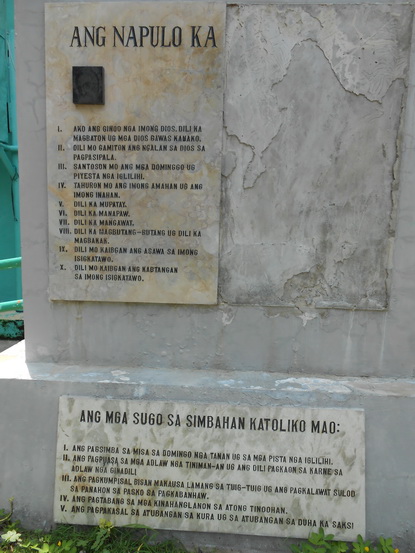 ANG NAPULO KA
I. AKO ANG GINOO NGA IMONG DIOS, DILI KA
MAGBATON UG MGA DIOS GAWAS KANAKO.
II. DILI MO GAMITON ANG NGALAN SA DIOS SA
PAGPASIPALA.
III. SANTOSON MO ANG MGA DOMINGGO UG
PIYESTA NGA IGLILIHI.
IV. TAHURON MO ANG IMONG AMAHAN UG ANG
IMONG INAHAN.
V. DILI KA MUPATAY.
VI. DILI KA MANAPAW.
VII. DILI KA MANGAWAT.
VIII. DILI KA MAGBUTANG-BUTANG UG DILI KA
MAGBAKAK.
IX. DILI MO KAIBGAN ANG ASAWA SA IMONG
ISIGKATAWO.
X. DILI MO KAIBGAN ANG KABTANGAN
SA IMONG ISIGKATAWO.
ANG MGA SUGO SA SIMBAHAN KATOLIKO MAO:
I. ANG PAGSIMBA SA MISA SA DOMINGO NGA TANAN UG SA MGA PISTA NGA IGLILIHI.
II. ANG PAGPUASA SA MGA ADLAW NGA TINIMAN-AN UG ANG DILI PAGKAON SA KARNE SA
ADLAW NGA GINADILI
III. ANG PAGKUMPISAL BISAN MAKAUSA LAMANG SA TUIG-TUIG UG ANG PAGKALAWAT SULOD
SA PANAHON SA PASKO SA PAGKABANHAW.
IV. ANG PAGTABANG SA MGA KINAHANGLANON SA ATONG TINOOHAN.
V. ANG PAGPAKASAL SA ATUBANGAN SA KURA UG SA ATUBANGAN SA DUHA KA SAKSI